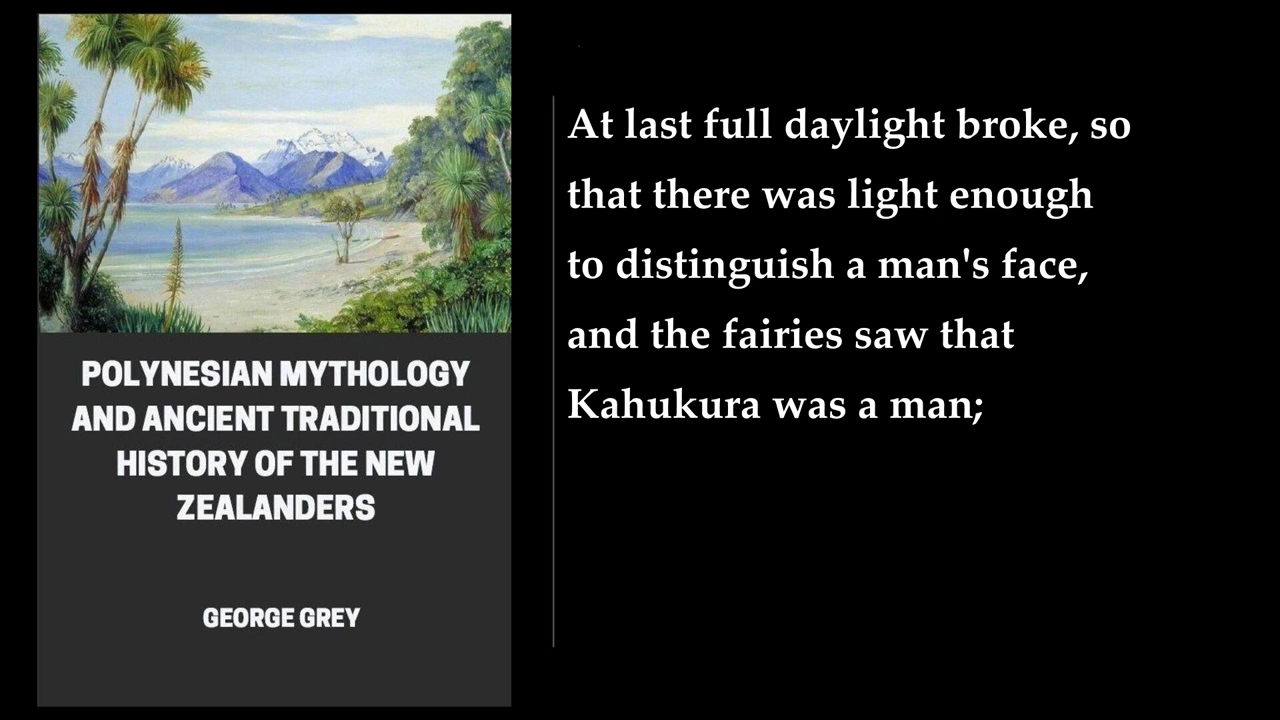 POLYNESIAN MYTHOLOGY
AND ANCIENT TRADITIONAL
HISTORY OF THE NEW
ZEALANDERS
GEORGE GREY
At last full daylight broke, so
that there was light enough
to distinguish a man's face,
and the fairies saw that
Kahukura was a man;